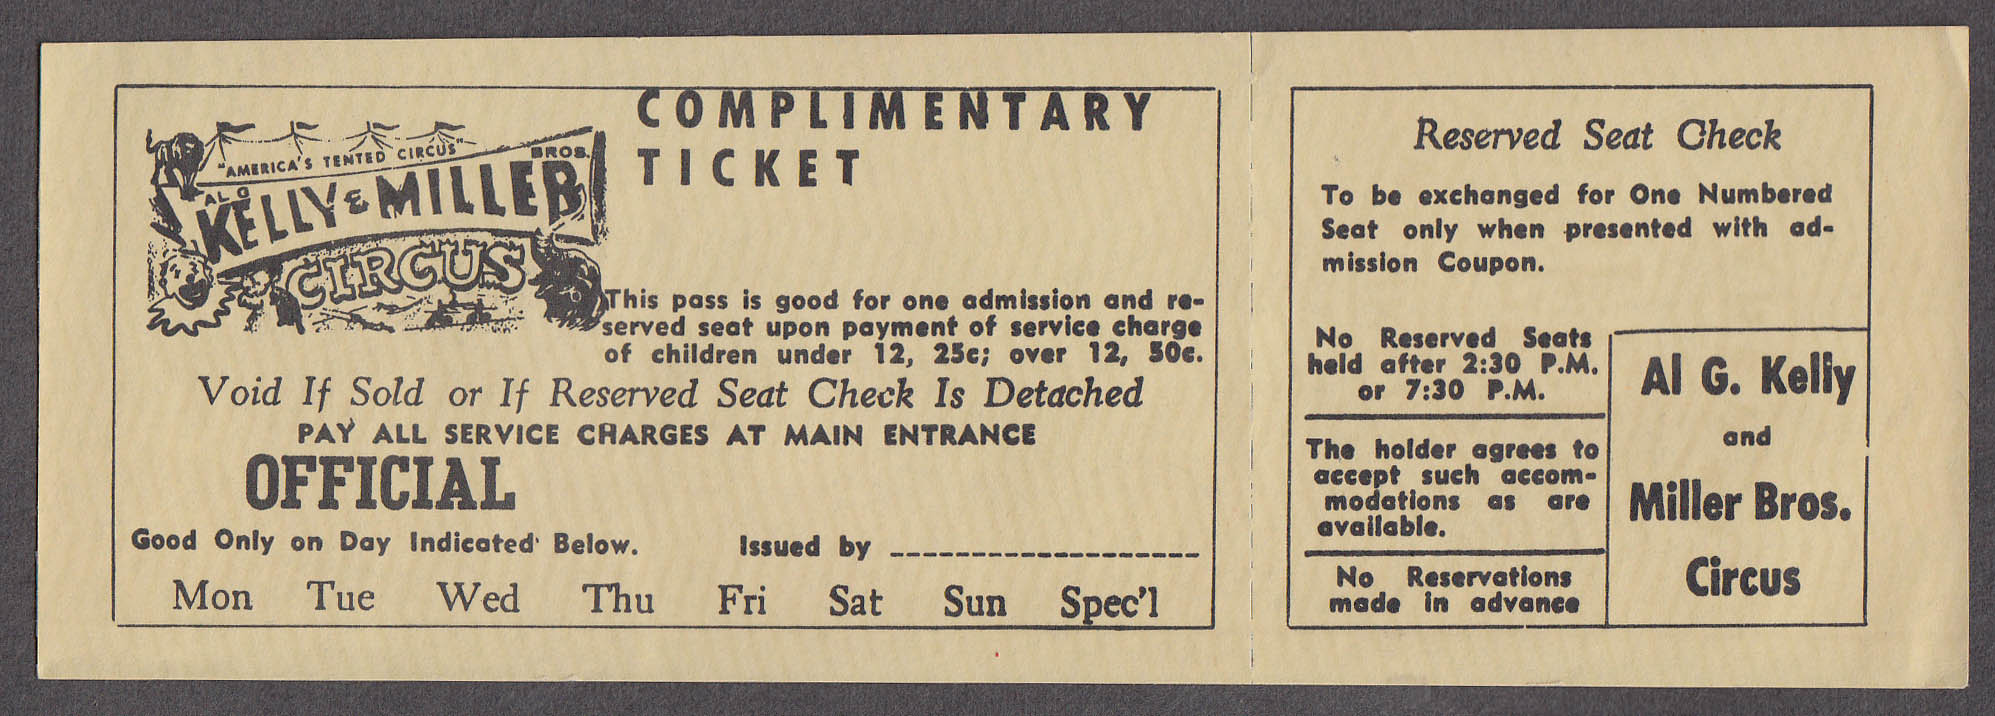 "AMERICA'S TENTED CIRCUS"
AL G. KELLY & MILLER BROS.
CIRCUS
COMPLIMENTARY
TICKET
This pass is good for one admission and re-
served seat upon payment of service charge
of children under 12, 25c; over 12, 50c.
Void If Sold or If Reserved Seat Check Is Detached
PAY ALL SERVICE CHARGES AT MAIN ENTRANCE
OFFICIAL
Good Only on Day Indicated Below.
Issued by
Mon Tue Wed Thu Fri Sat Sun Spec'l
Reserved Seat Check
To be exchanged for One Numbered
Seat only when presented with ad-
mission Coupon.
No Reserved Seats
held after 2:30 P.M.
or 7:30 P.M.
The holder agrees to
accept such accom-
modations as are
available.
No Reservations
made in advance
Al G. Kelly
and
Miller Bros.
Circus